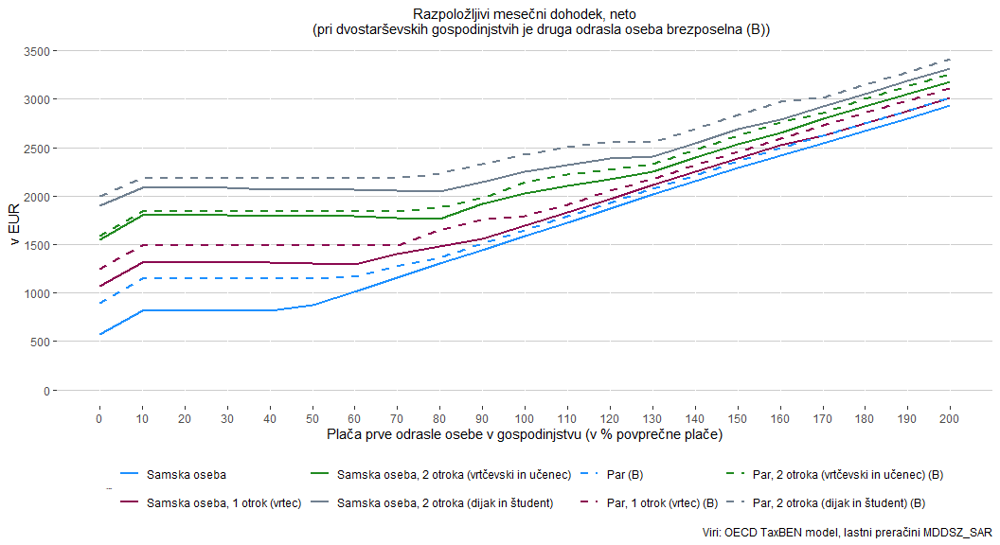 Razpoložljivi mesečni dohodek, neto
(pri dvostarševskih gospodinjstvih je druga odrasla oseba brezposelna (B))
v EUR
3500
3000
2500
2000
1500
1000
500
0
0 10 20 30 40 50 60 70 80 90 100 110 120 130 140 150 160 170 180 190 200
Plača prve odrasle osebe v gospodinjstvu (v % povprečne plače)
Samska oseba
Samska oseba, 2 otroka (vrtčevski in učenec)
Par (B)
Par, 2 otroka (vrtčevski in učenec) (B)
Samska oseba, 1 otrok (vrtec)
Samska oseba, 2 otroka (dijak in študent)
Par, 1 otrok (vrtec) (B)
Par, 2 otroka (dijak in študent) (B)
Viri: OECD TaxBEN model, lastni preračini MDDSZ_SAR